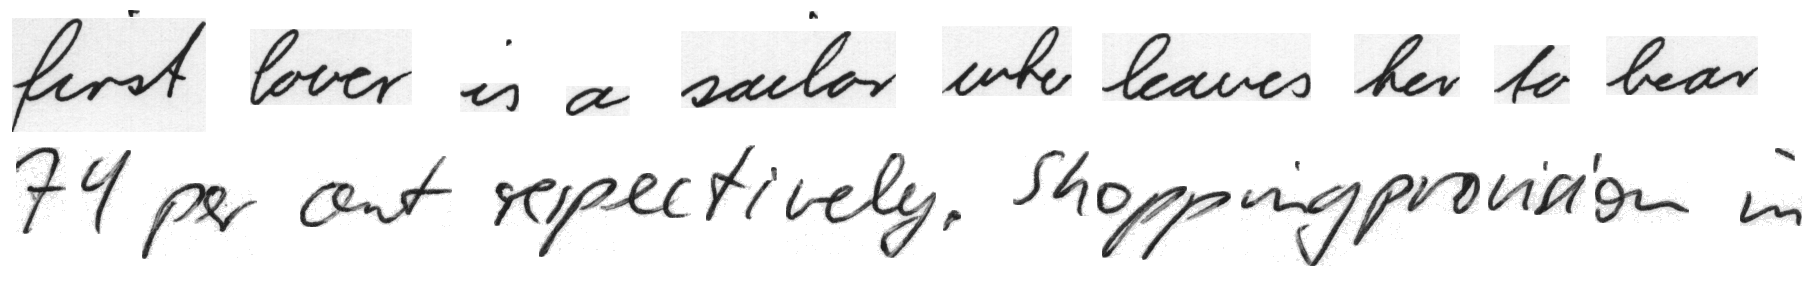 first lover is a sailor who leaves her to bear
74 per cent respectively. Shopping provision in